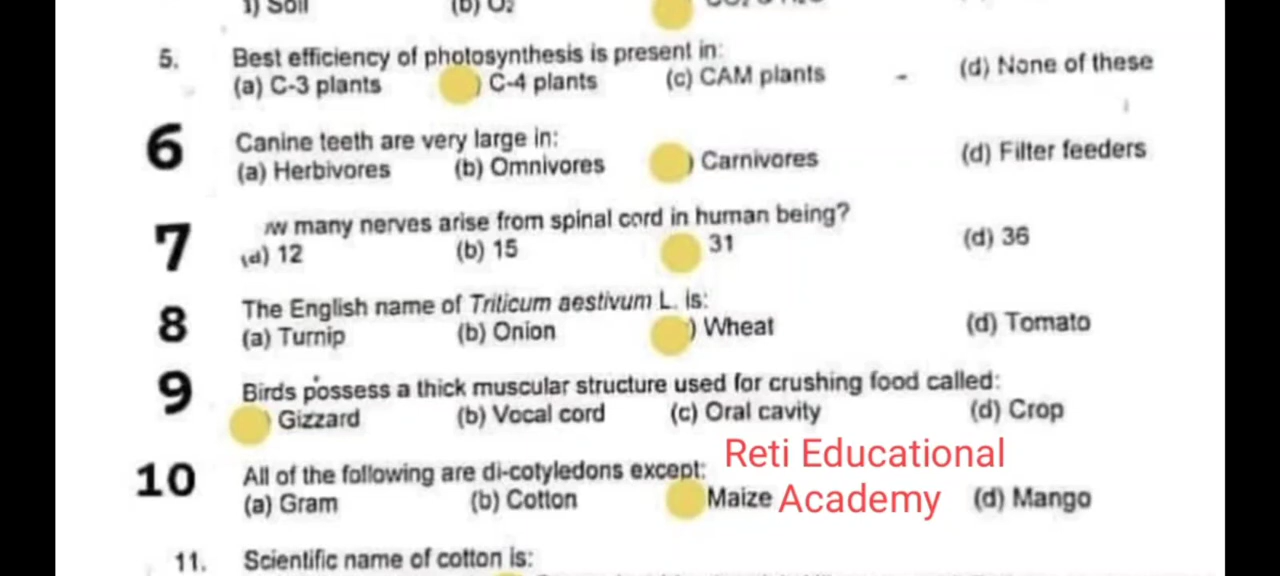 1) Soil (b) O₂
5. Best efficiency of photosynthesis is present in:
(a) C-3 plants ) C-4 plants (c) CAM plants - (d) None of these
6 Canine teeth are very large in:
(a) Herbivores (b) Omnivores ) Carnivores (d) Filter feeders
7 w many nerves arise from spinal cord in human being?
(a) 12 (b) 15 31 (d) 36
8 The English name of Triticum aestivum L. is:
(a) Turnip (b) Onion ) Wheat (d) Tomato
9 Birds possess a thick muscular structure used for crushing food called:
) Gizzard (b) Vocal cord (c) Oral cavity (d) Crop
10 All of the following are di-cotyledons except: Reti Educational
(a) Gram (b) Cotton Maize Academy (d) Mango
11. Scientific name of cotton is: